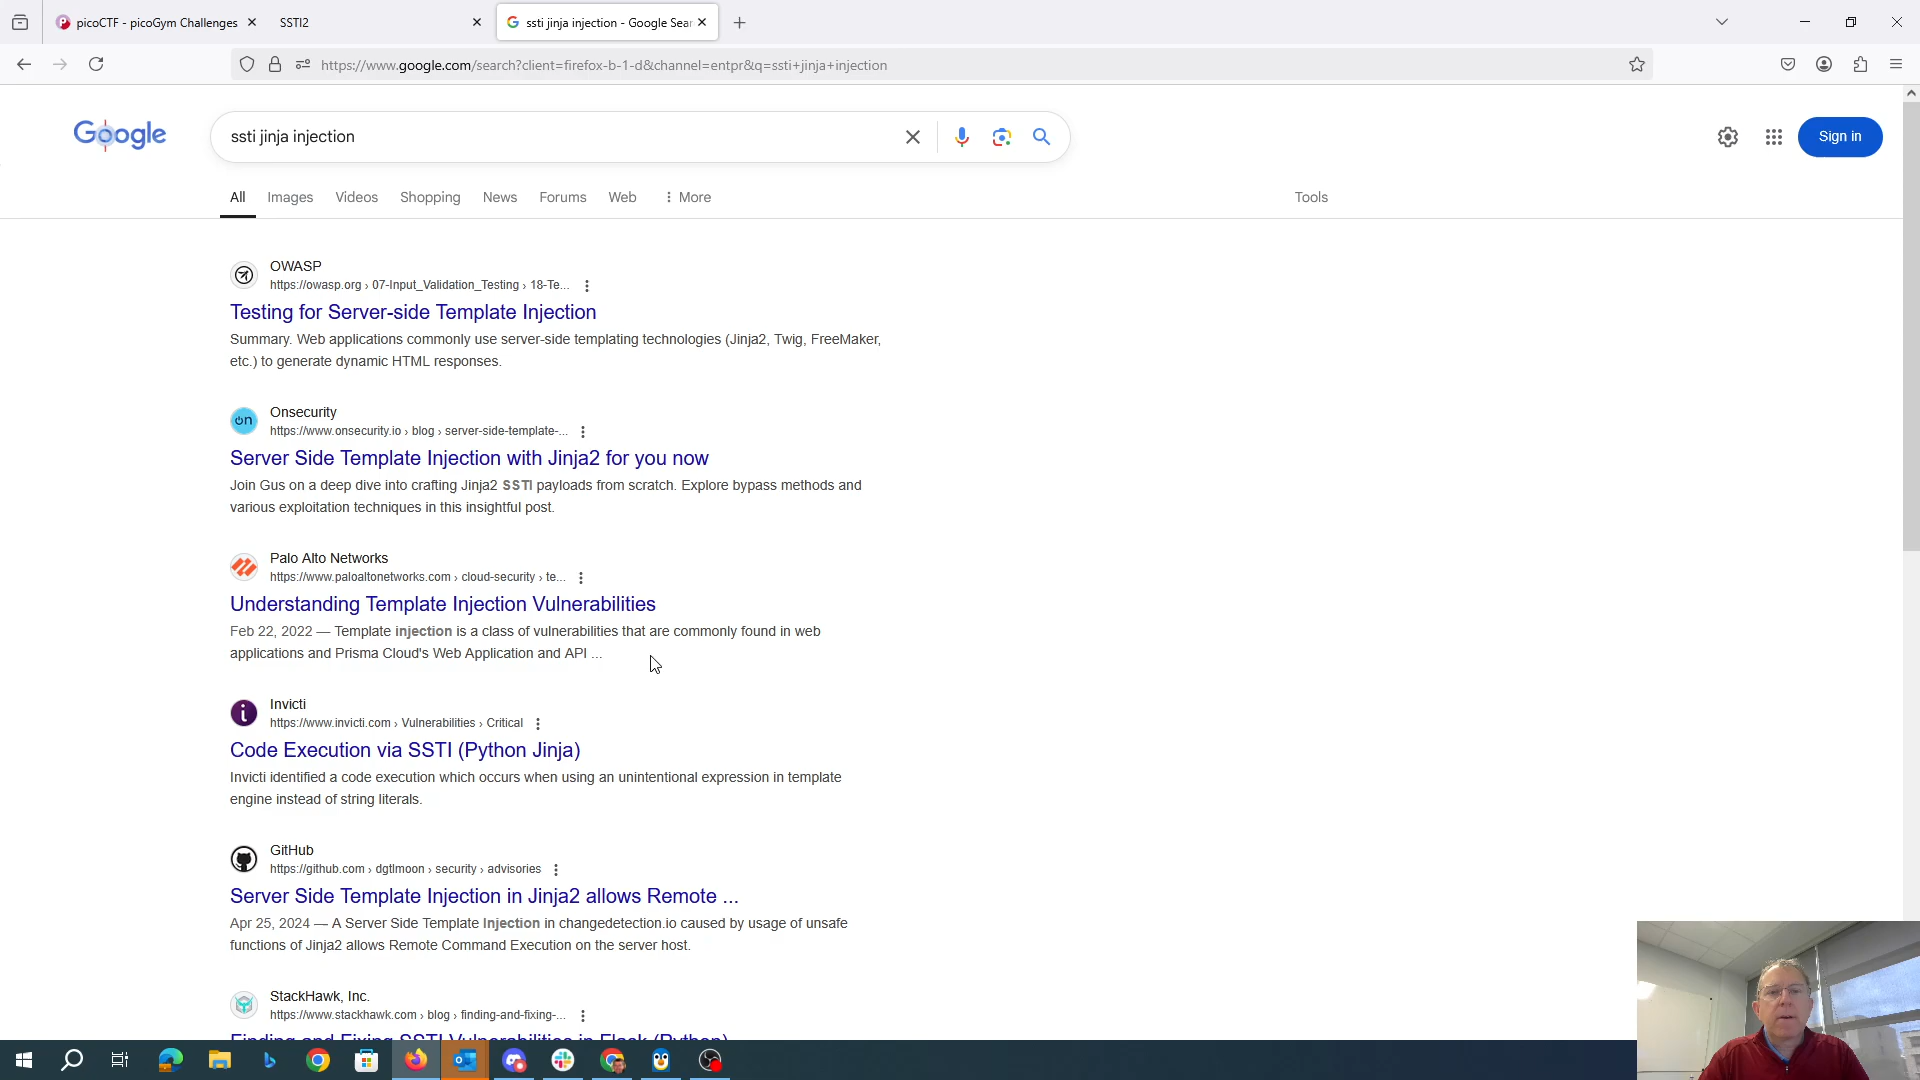 picoCTF - picoGym Challenges
SSTI2
ssti jinja injection - Google Sear
https://www.google.com/search?client=firefox-b-1-d&channel=entpr&q=ssti+jinja+injection
Google
ssti jinja injection
Sign in
All
Images
Videos
Shopping
News
Forums
Web
More
Tools
OWASP
https://owasp.org › 07-Input_Validation_Testing › 18-Te...
Testing for Server-side Template Injection
Summary. Web applications commonly use server-side templating technologies (Jinja2, Twig, FreeMaker,
etc.) to generate dynamic HTML responses.
on
Onsecurity
https://www.onsecurity.io › blog › server-side-template-...
Server Side Template Injection with Jinja2 for you now
Join Gus on a deep dive into crafting Jinja2 SSTI payloads from scratch. Explore bypass methods and
various exploitation techniques in this insightful post.
Palo Alto Networks
https://www.paloaltonetworks.com › cloud-security › te...
Understanding Template Injection Vulnerabilities
Feb 22, 2022 — Template injection is a class of vulnerabilities that are commonly found in web
applications and Prisma Cloud's Web Application and API ...
i
Invicti
https://www.invicti.com › Vulnerabilities › Critical
Code Execution via SSTI (Python Jinja)
Invicti identified a code execution which occurs when using an unintentional expression in template
engine instead of string literals.
GitHub
https://github.com › dgtlmoon › security › advisories
Server Side Template Injection in Jinja2 allows Remote ...
Apr 25, 2024 — A Server Side Template Injection in changedetection.io caused by usage of unsafe
functions of Jinja2 allows Remote Command Execution on the server host.
StackHawk, Inc.
https://www.stackhawk.com › blog › finding-and-fixing-...
Finding and Fixing SSTI Vulnerabilities in Flask (Python)